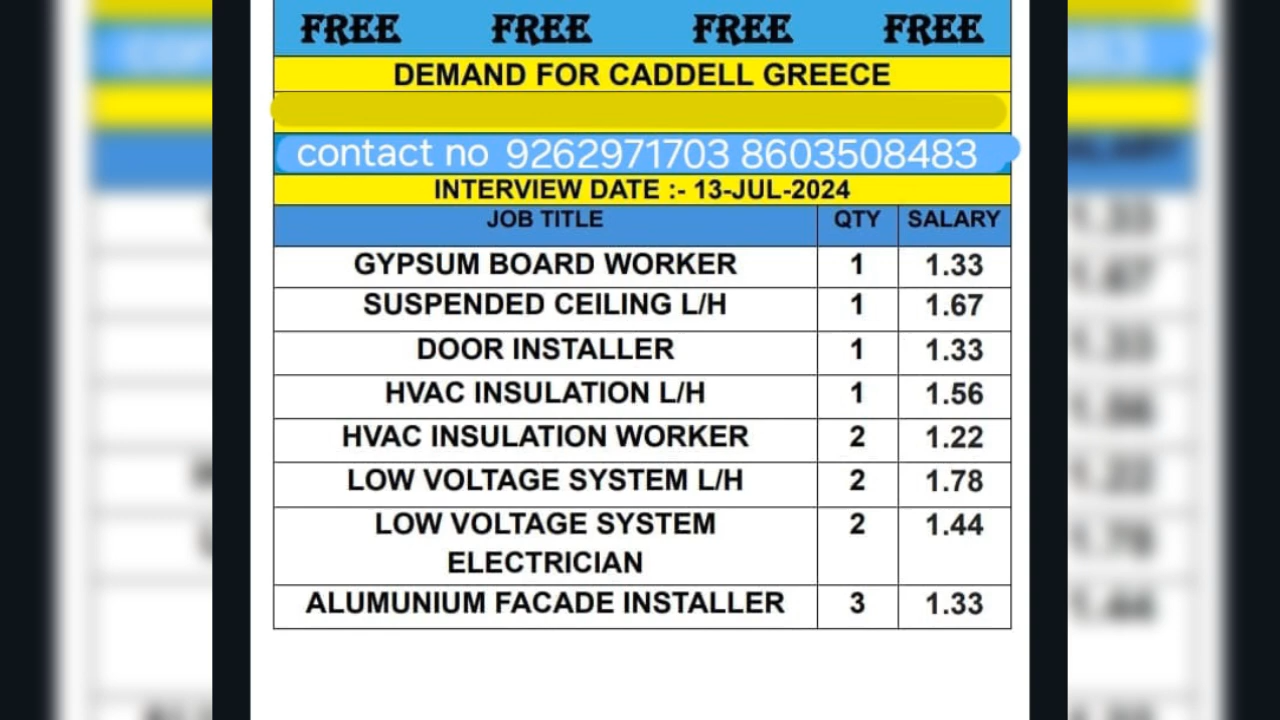 FREE FREE FREE FREE
DEMAND FOR CADDELL GREECE
contact no 9262971703 8603508483
INTERVIEW DATE :- 13-JUL-2024
JOB TITLE QTY SALARY
GYPSUM BOARD WORKER 1 1.33
SUSPENDED CEILING L/H 1 1.67
DOOR INSTALLER 1 1.33
HVAC INSULATION L/H 1 1.56
HVAC INSULATION WORKER 2 1.22
LOW VOLTAGE SYSTEM L/H 2 1.78
LOW VOLTAGE SYSTEM 2 1.44
ELECTRICIAN
ALUMUNIUM FACADE INSTALLER 3 1.33